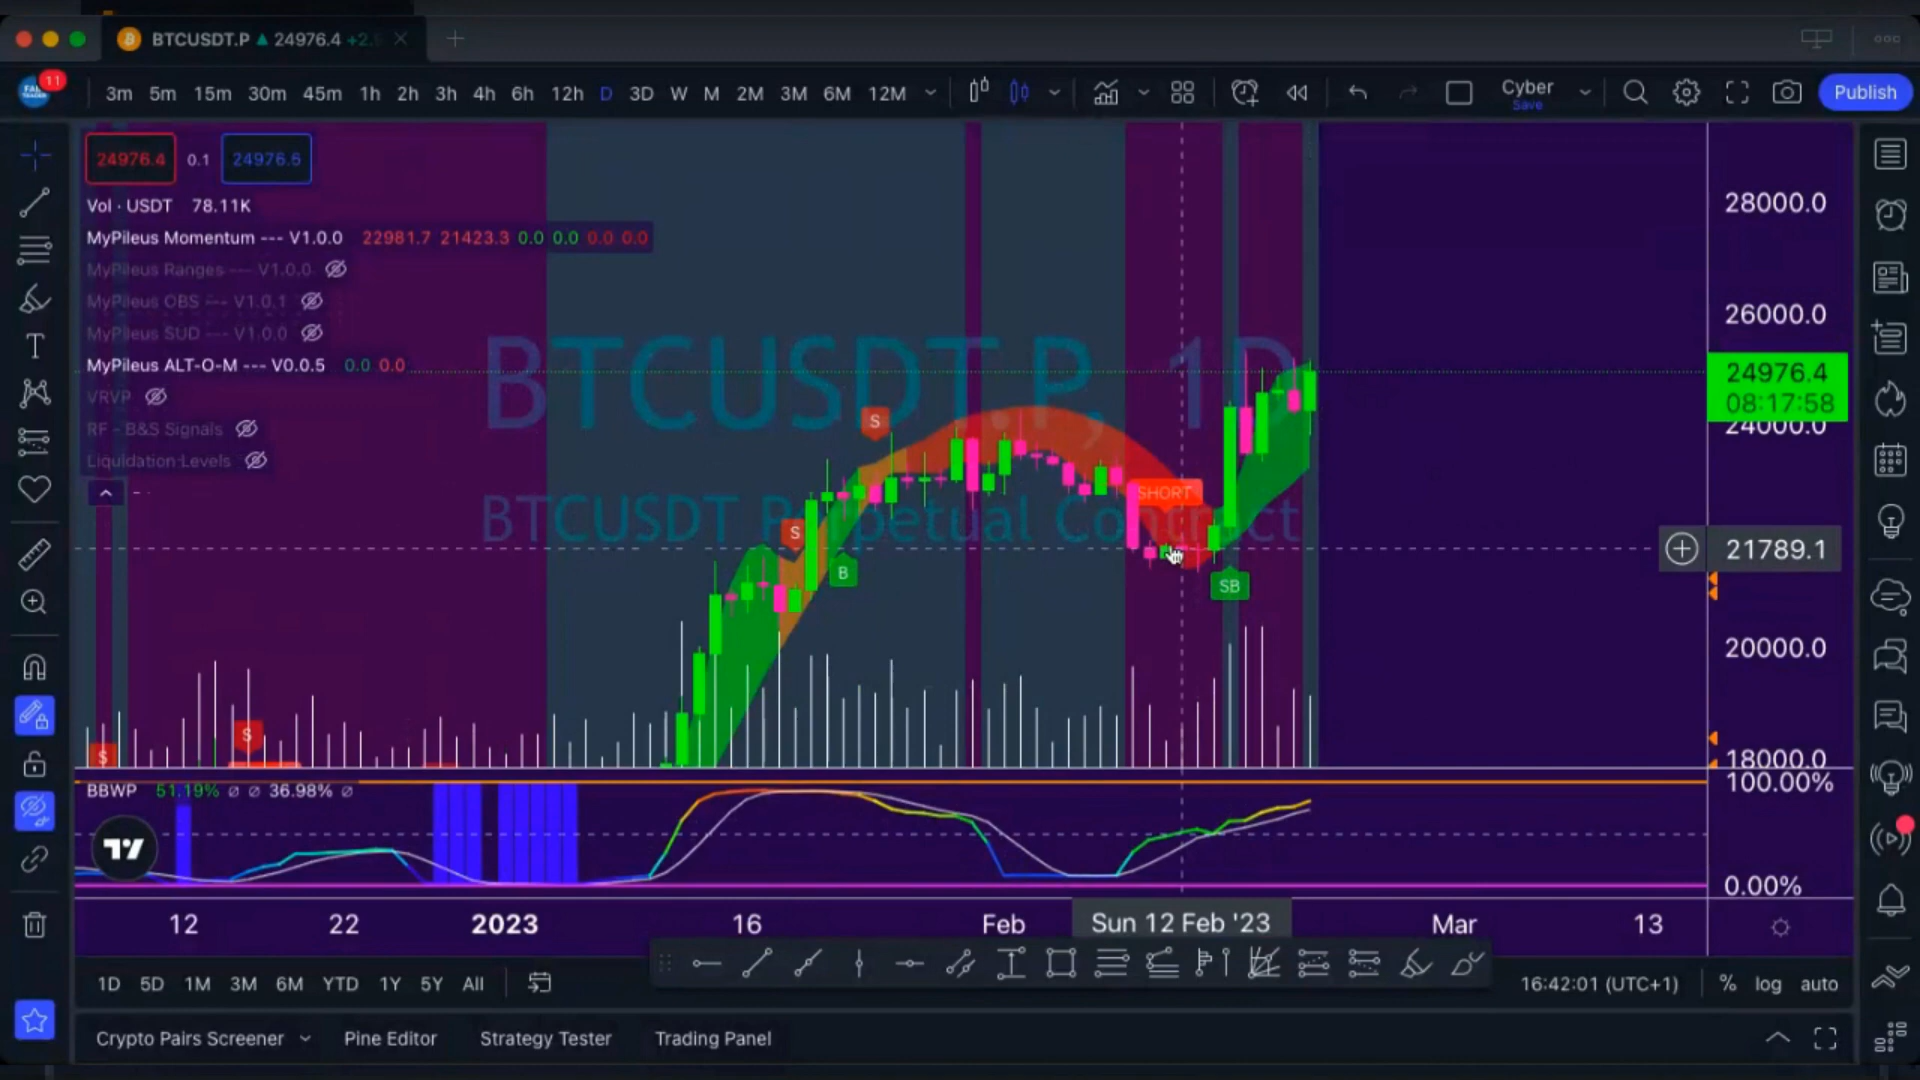 BTCUSDT.P ▲ 24976.4 +2.
11
3m 5m 15m 30m 45m 1h 2h 3h 4h 6h 12h D 3D W M 2M 3M 6M 12M
Cyber
Save
Publish
24976.4 0.1 24976.6
Vol · USDT 78.11K
MyPileus Momentum --- V1.0.0 22981.7 21423.3 0.0 0.0 0.0 0.0
MyPileus Ranges --- V1.0.0
MyPileus OBS --- V1.0.1
MyPileus SUD --- V1.0.0
MyPileus ALT-O-M --- V0.0.5 0.0 0.0
VRVP
RF - B&S Signals
Liquidation Levels
BTCUSDT.P, 1D
BTCUSDT Perpetual Contract
S
S
B
SHORT
SB
S
S
28000.0
26000.0
24976.4
08:17:58
24000.0
21789.1
20000.0
18000.0
BBWP 51.19% ∅ ∅ 36.98% ∅
100.00%
0.00%
12 22 2023 16 Feb Sun 12 Feb '23 Mar 13
1D 5D 1M 3M 6M YTD 1Y 5Y All
16:42:01 (UTC+1) % log auto
Crypto Pairs Screener Pine Editor Strategy Tester Trading Panel